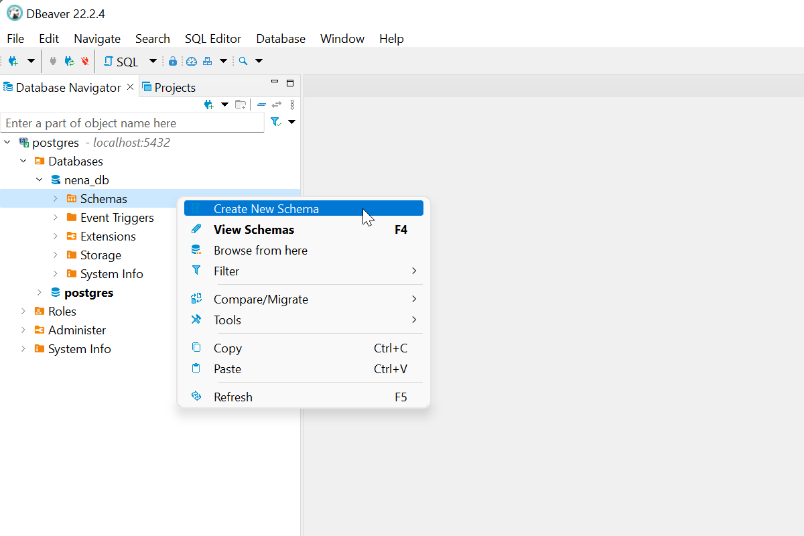 DBeaver 22.2.4
File Edit Navigate Search SQL Editor Database Window Help
SQL
Database Navigator Projects
Enter a part of object name here
postgres - localhost:5432
Databases
nena_db
Schemas
Event Triggers
Extensions
Storage
System Info
postgres
Roles
Administer
System Info
Create New Schema
View Schemas F4
Browse from here
Filter
Compare/Migrate
Tools
Copy Ctrl+C
Paste Ctrl+V
Refresh F5